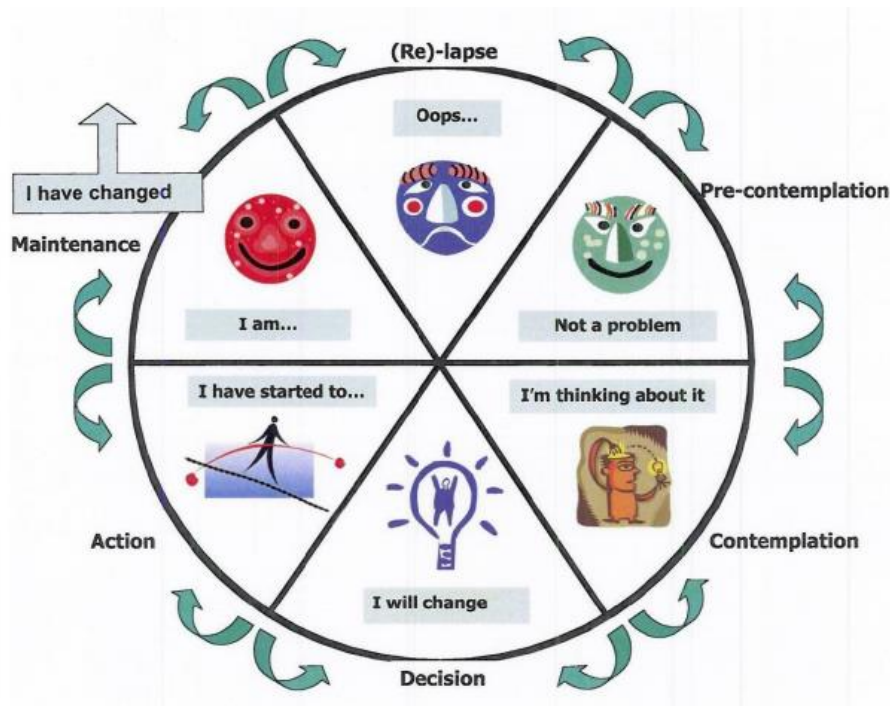 (Re)-lapse
Oops...
I have changed
Pre-contemplation
Maintenance
I am...
Not a problem
I have started to...
I'm thinking about it
Action
Contemplation
I will change
Decision